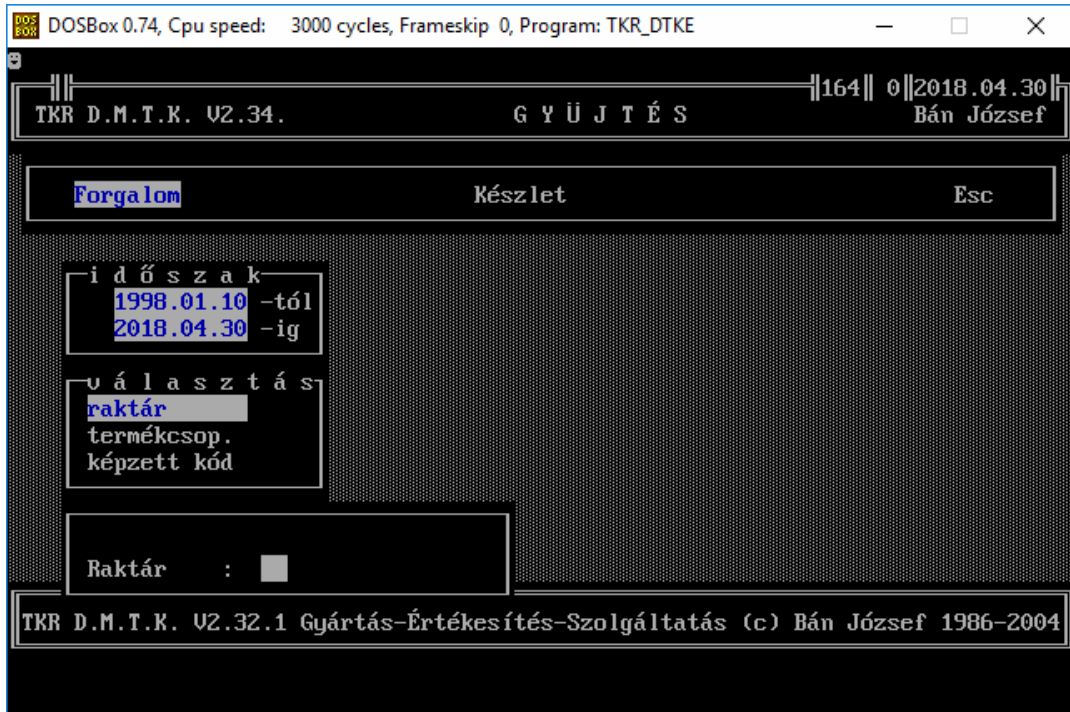 DOSBox 0.74, Cpu speed: 3000 cycles, Frameskip 0, Program: TKR_DTKE
164 0 2018.04.30
TKR D.M.T.K. V2.34. G Y Ü J T É S Bán József
Forgalom Készlet Esc
i d ő s z a k
1998.01.10 -tól
2018.04.30 -ig
v á l a s z t á s
raktár
termékcsop.
képzett kód
Raktár :
TKR D.M.T.K. V2.32.1 Gyártás-Értékesítés-Szolgáltatás (c) Bán József 1986-2004